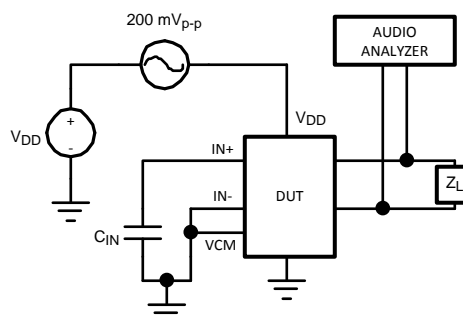 200 mVp-p
AUDIO
ANALYZER
VDD
+
-
VDD
IN+
IN-
DUT
ZL
CIN
VCM